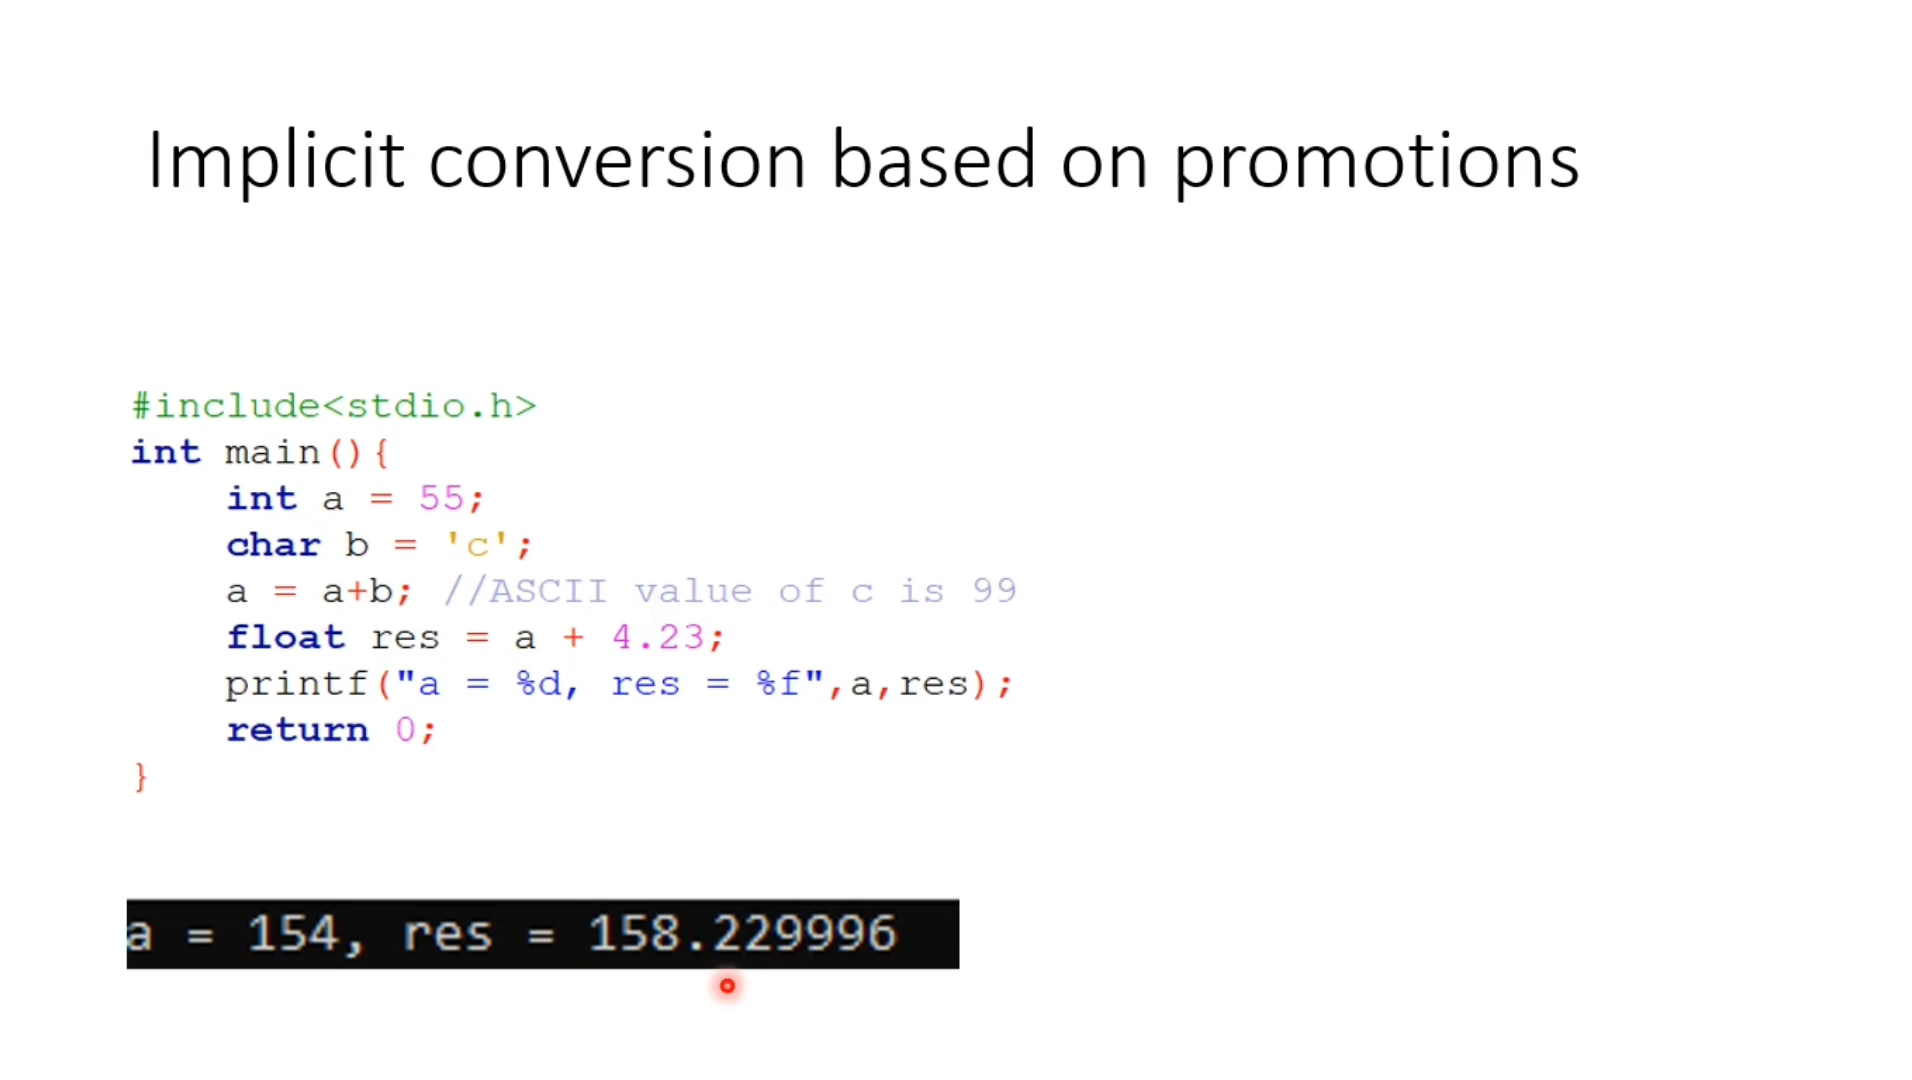 Implicit conversion based on promotions
#include<stdio.h>
int main(){
int a = 55;
char b = 'c';
a = a+b; //ASCII value of c is 99
float res = a + 4.23;
printf("a = %d, res = %f",a,res);
return 0;
}
a = 154, res = 158.229996